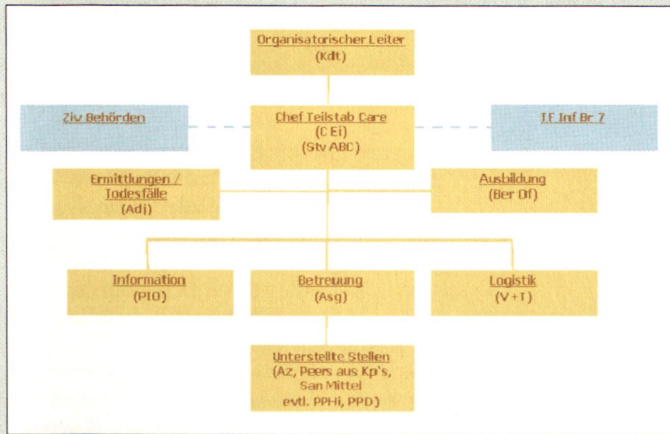 Organisatorischer Leiter
(Kdt)
Ziv Behörden
Chef Teilstab Care
(C Ei)
(Stv ABC)
TF Inf Br 7
Ermittlungen /
Todesfälle
(Adj)
Ausbildung
(Ber Of)
Information
(PIO)
Betreuung
(Asg)
Logistik
(V+T)
Unterstellte Stellen
(Az, Peers aus Kp's,
San Mittel
evtl. PPHi, PPD)